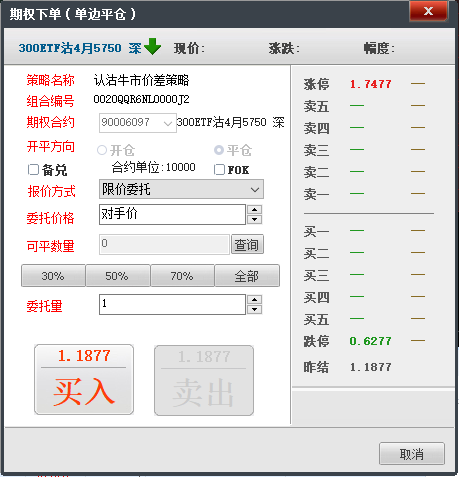 期权下单（单边平仓） X
300ETF沽4月5750 深 现价: 涨跌: 幅度:
策略名称 认沽牛市价差策略
组合编号 0020QQR6NL0000J2
期权合约 90006097 300ETF沽4月5750 深
开平方向 开仓 平仓
备兑 合约单位:10000 FOK
报价方式 限价委托
委托价格 对手价
可平数量 0 查询
30% 50% 70% 全部
委托量 1
1.1877
买入
1.1877
卖出
涨停 1.7477 —
卖五 — —
卖四 — —
卖三 — —
卖二 — —
卖一 — —
买一 — —
买二 — —
买三 — —
买四 — —
买五 — —
跌停 0.6277 —
昨结 1.1877
取消